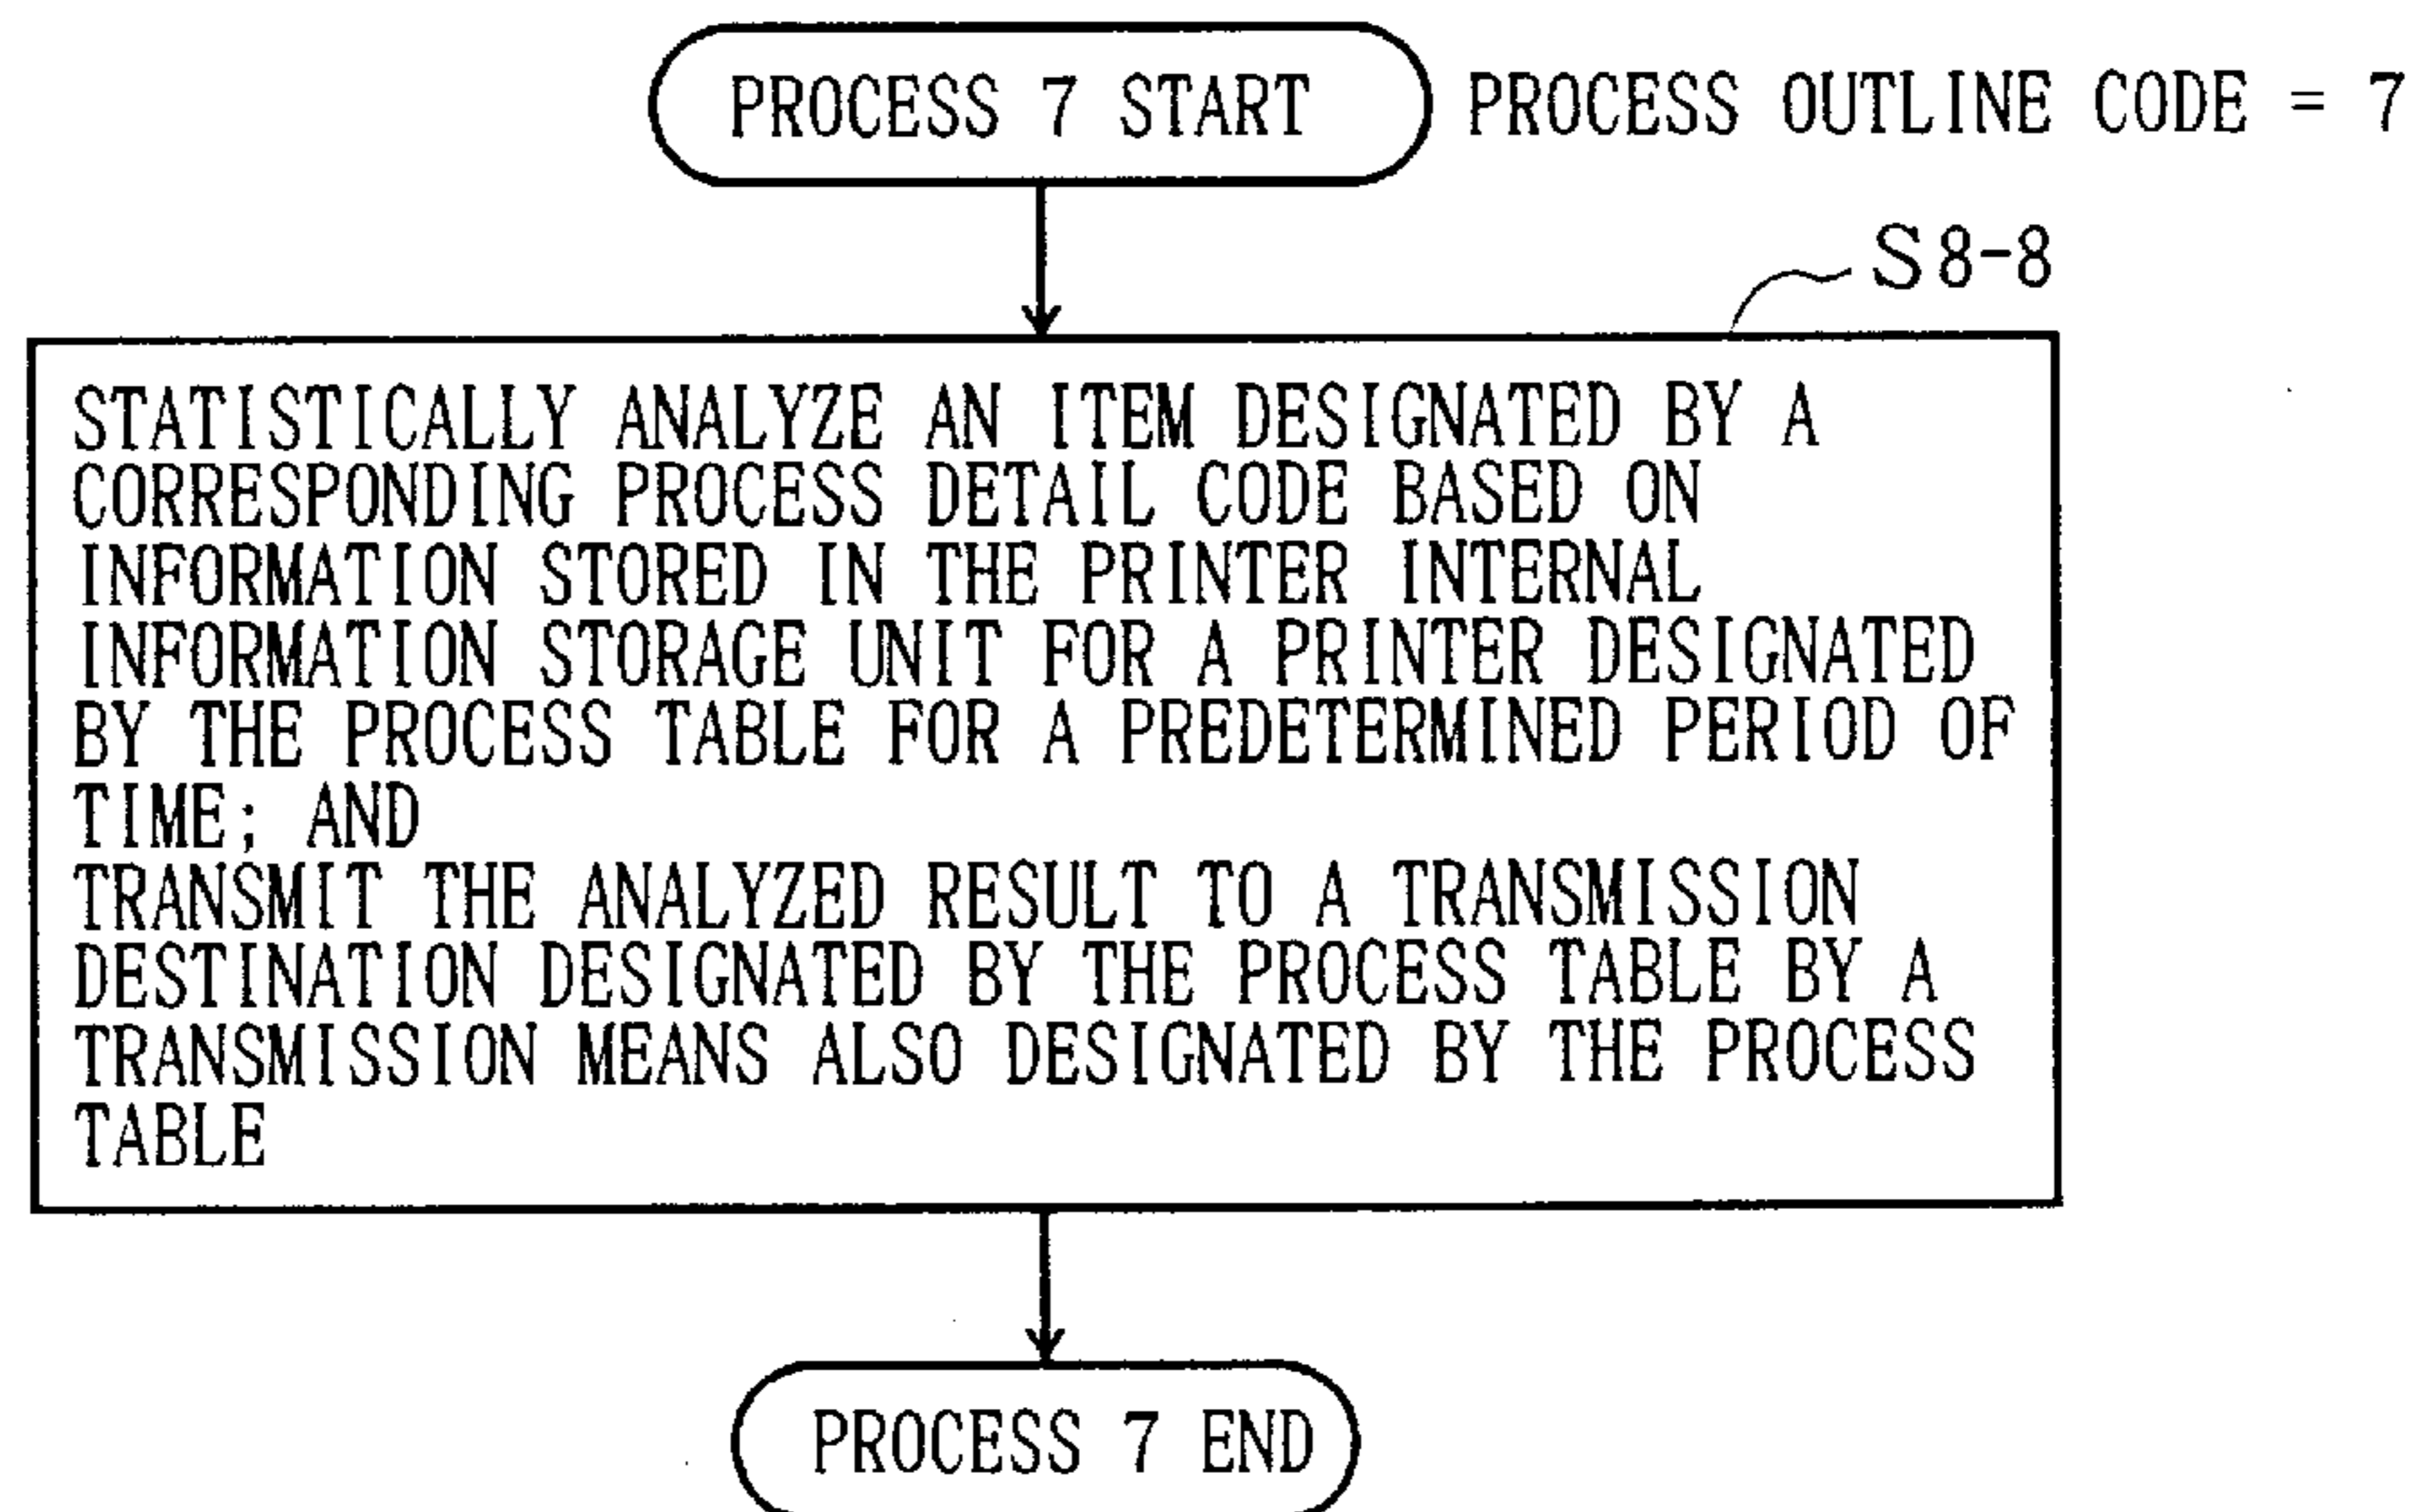 PROCESS 7 START
PROCESS OUTLINE CODE = 7
S8-8
STATISTICALLY ANALYZE AN ITEM DESIGNATED BY A
CORRESPONDING PROCESS DETAIL CODE BASED ON
INFORMATION STORED IN THE PRINTER INTERNAL
INFORMATION STORAGE UNIT FOR A PRINTER DESIGNATED
BY THE PROCESS TABLE FOR A PREDETERMINED PERIOD OF
TIME; AND
TRANSMIT THE ANALYZED RESULT TO A TRANSMISSION
DESTINATION DESIGNATED BY THE PROCESS TABLE BY A
TRANSMISSION MEANS ALSO DESIGNATED BY THE PROCESS
TABLE
PROCESS 7 END